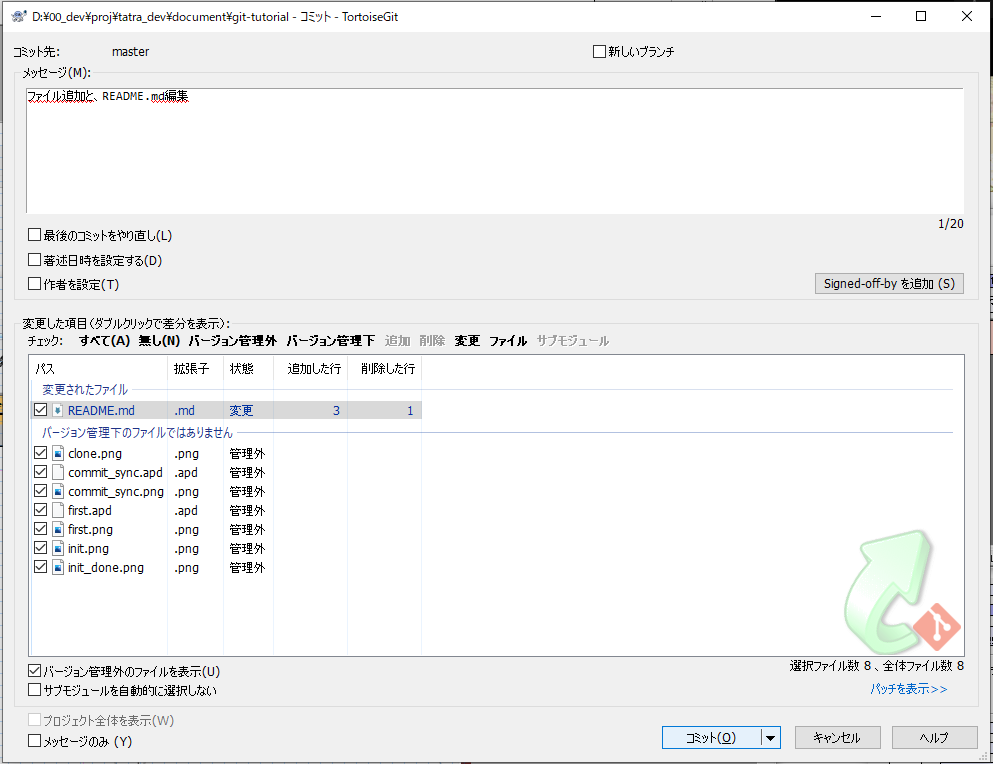 D:¥00_dev¥proj¥tatra_dev¥document¥git-tutorial - コミット - TortoiseGit
コミット先: master 新しいブランチ
メッセージ(M):
ファイル追加と、README.md編集
1/20
最後のコミットをやり直し(L)
著述日時を設定する(D)
作者を設定(T)
Signed-off-by を追加 (S)
変更した項目(ダブルクリックで差分を表示):
チェック: すべて(A) 無し(N) バージョン管理外 バージョン管理下 追加 削除 変更 ファイル サブモジュール
パス 拡張子 状態 追加した行 削除した行
変更されたファイル
README.md .md 変更 3 1
バージョン管理下のファイルではありません
clone.png .png 管理外
commit_sync.apd .apd 管理外
commit_sync.png .png 管理外
first.apd .apd 管理外
first.png .png 管理外
init.png .png 管理外
init_done.png .png 管理外
バージョン管理外のファイルを表示(U)
選択ファイル数 8 、全体ファイル数 8
サブモジュールを自動的に選択しない
パッチを表示>>
プロジェクト全体を表示(W)
メッセージのみ (Y)
コミット(O) キャンセル ヘルプ